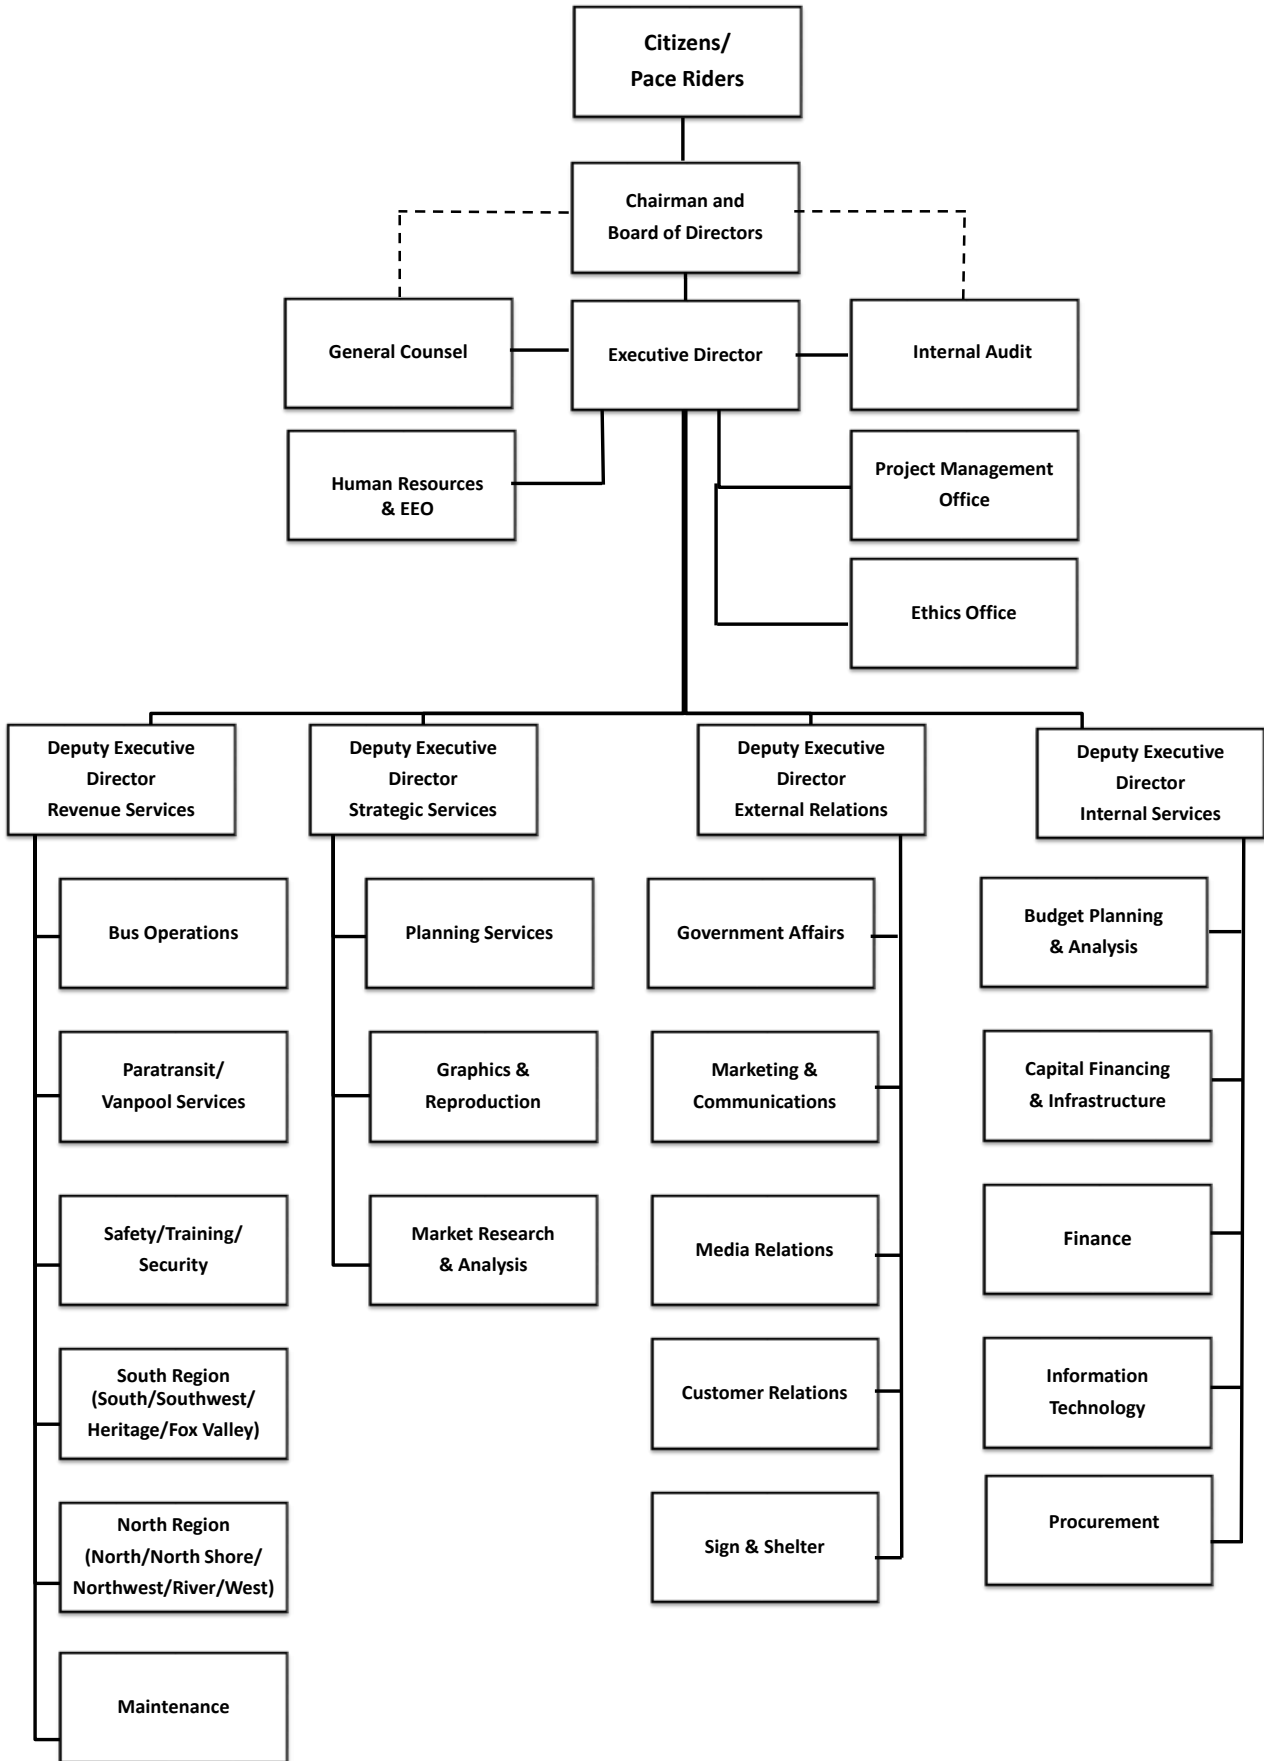 Citizens/
Pace Riders
Chairman and
Board of Directors
General Counsel
Executive Director
Internal Audit
Human Resources
& EEO
Project Management
Office
Ethics Office
Deputy Executive
Director
Revenue Services
Deputy Executive
Director
Strategic Services
Deputy Executive
Director
External Relations
Deputy Executive
Director
Internal Services
Bus Operations
Paratransit/
Vanpool Services
Safety/Training/
Security
South Region
(South/Southwest/
Heritage/Fox Valley)
North Region
(North/North Shore/
Northwest/River/West)
Maintenance
Planning Services
Graphics &
Reproduction
Market Research
& Analysis
Government Affairs
Marketing &
Communications
Media Relations
Customer Relations
Sign & Shelter
Budget Planning
& Analysis
Capital Financing
& Infrastructure
Finance
Information
Technology
Procurement